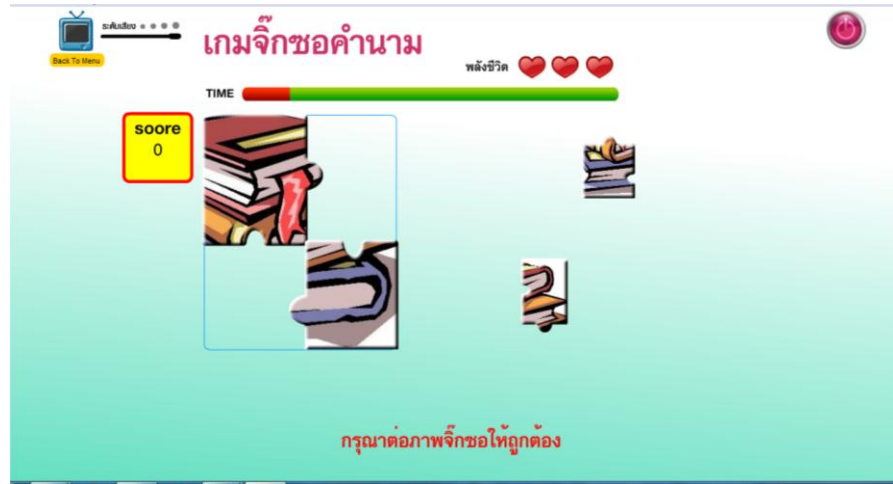 ระดับเสียง
Back To Menu
เกมจิ๊กซอคำนาม
พลังชีวิต
TIME
soore
0
กรุณาต่อภาพจิ๊กซอให้ถูกต้อง